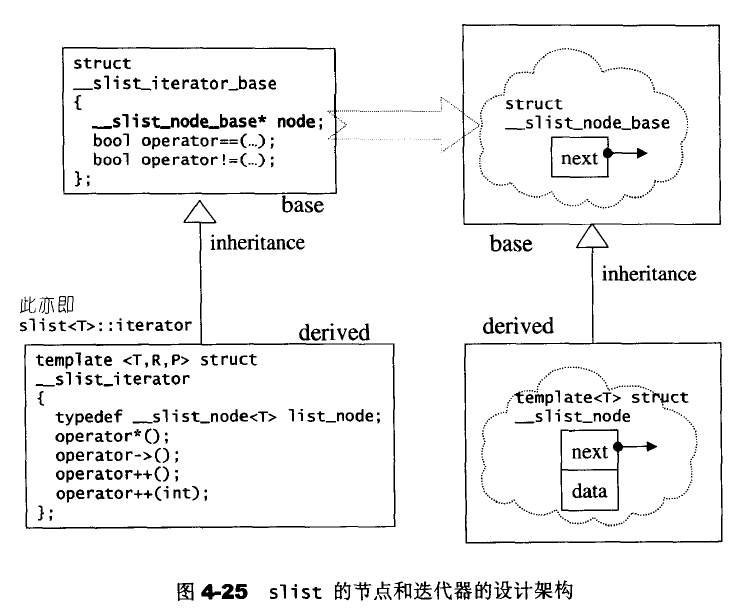 struct
__slist_iterator_base
{
__slist_node_base* node;
bool operator==(…);
bool operator!=(…);
};
base
struct
__slist_node_base
next
base
inheritance
inheritance
此亦即
slist<T>::iterator
derived
template <T,R,P> struct
__slist_iterator
{
typedef __slist_node<T> list_node;
operator*();
operator->();
operator++();
operator++(int);
};
derived
template<T> struct
__slist_node
next
data
图 4-25 slist 的节点和迭代器的设计架构